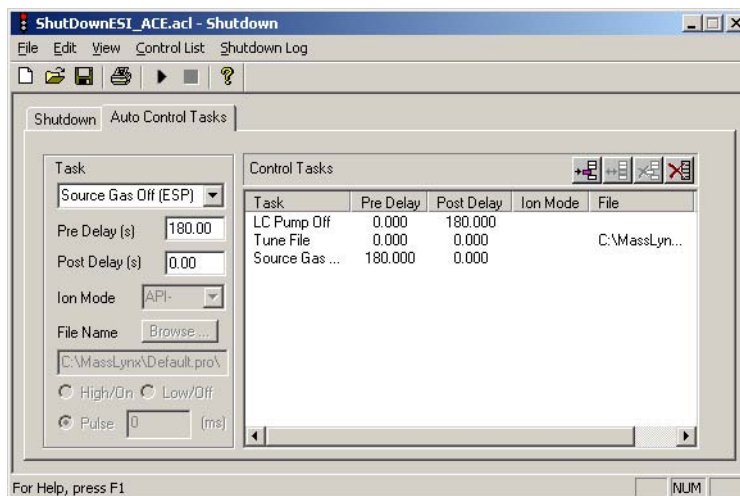 ShutDownESI_ACE.acl - Shutdown
File Edit View Control List Shutdown Log
Shutdown Auto Control Tasks
Task
Source Gas Off (ESP)
Pre Delay (s) 180.00
Post Delay (s) 0.00
Ion Mode API-
File Name Browse ...
C:\MassLynx\Default.pro\
High/On Low/Off
Pulse 0 (ms)
Control Tasks
Task Pre Delay Post Delay Ion Mode File
LC Pump Off 0.000 180.000
Tune File 0.000 0.000 C:\MassLyn...
Source Gas ... 180.000 0.000
For Help, press F1 NUM